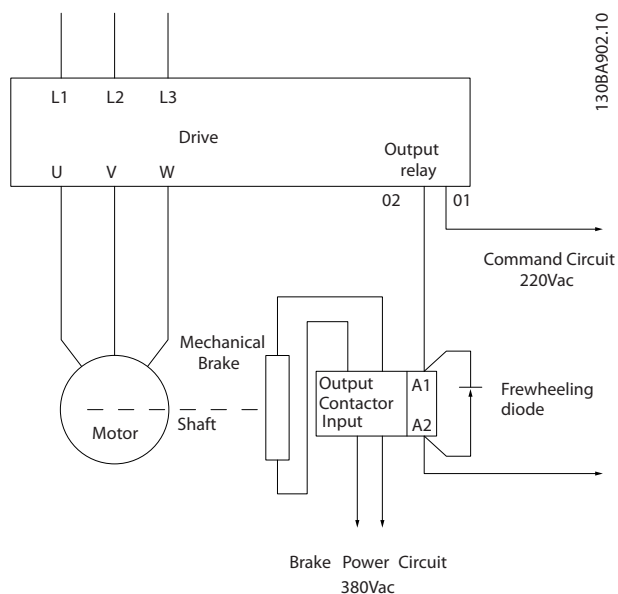 130BA902.10
L1 L2 L3
Drive
U V W
Output
relay
02 01
Command Circuit
220Vac
Mechanical
Brake
Shaft
Motor
Output
Contactor
Input
A1
A2
Frewheeling
diode
Brake Power Circuit
380Vac